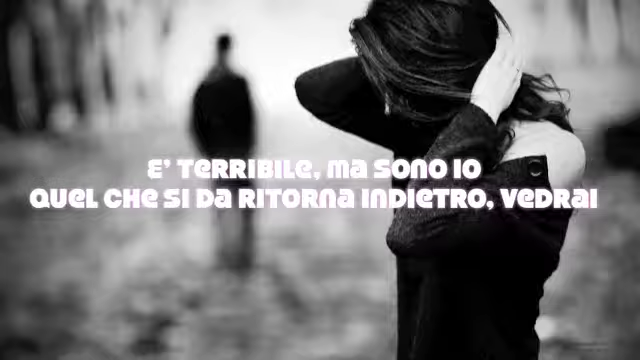 E' TERRIBILE, MA SONO IO
QUEL CHE SI DA RITORNA INDIETRO, VEDRAI